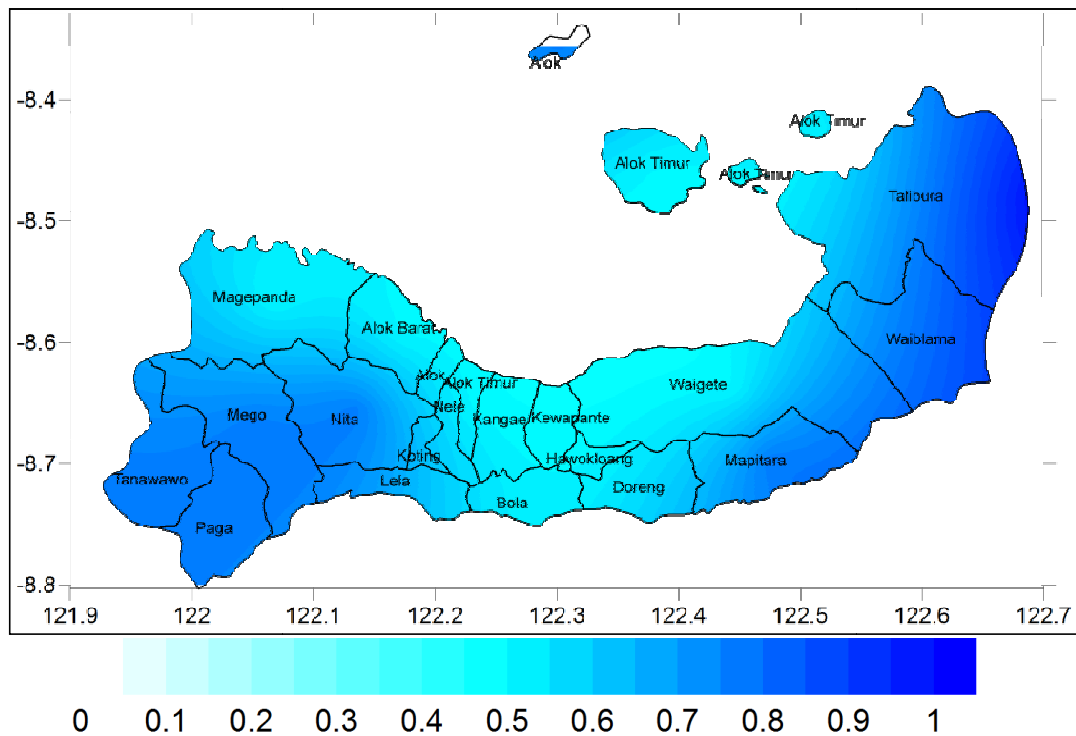 Alok
-8.4
Alok Timur
Alok Timur
Alok Timur
Talibura
-8.5
Magepanda
Alok Barat
-8.6
Waiblama
Alok
Alok Timur
Waigete
Mego
Nita
Nele
Kangae
Kewapante
Koting
Hewokloang
Mapitara
-8.7
Tanawawo
Lela
Bola
Doreng
Paga
-8.8
121.9 122 122.1 122.2 122.3 122.4 122.5 122.6 122.7
0 0.1 0.2 0.3 0.4 0.5 0.6 0.7 0.8 0.9 1